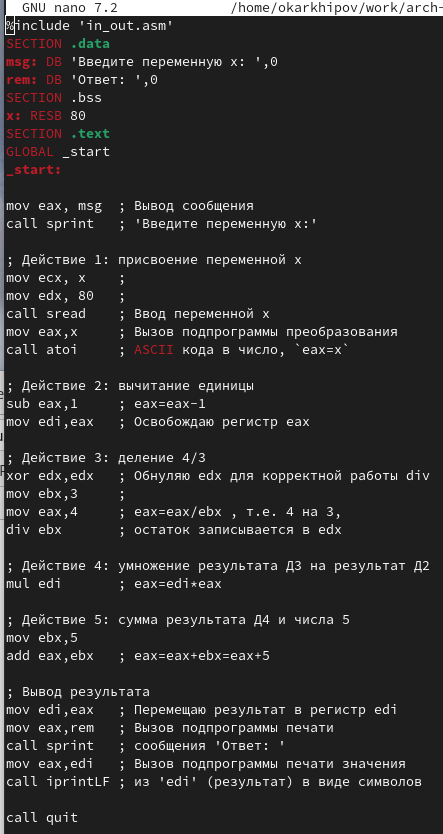 GNU nano 7.2 /home/okarkhipov/work/arch-
%include 'in_out.asm'
SECTION .data
msg: DB 'Введите переменную x: ',0
rem: DB 'Ответ: ',0
SECTION .bss
x: RESB 80
SECTION .text
GLOBAL _start
_start:
mov eax, msg ; Вывод сообщения
call sprint ; 'Введите переменную x:'
; Действие 1: присвоение переменной x
mov ecx, x ;
mov edx, 80 ;
call sread ; Ввод переменной x
mov eax,x ; Вызов подпрограммы преобразования
call atoi ; ASCII кода в число, `eax=x`
; Действие 2: вычитание единицы
sub eax,1 ; eax=eax-1
mov edi,eax ; Освобождаю регистр eax
; Действие 3: деление 4/3
xor edx,edx ; Обнуляю edx для корректной работы div
mov ebx,3 ;
mov eax,4 ; eax=eax/ebx , т.е. 4 на 3,
div ebx ; остаток записывается в edx
; Действие 4: умножение результата Д3 на результат Д2
mul edi ; eax=edi*eax
; Действие 5: сумма результата Д4 и числа 5
mov ebx,5
add eax,ebx ; eax=eax+ebx=eax+5
; Вывод результата
mov edi,eax ; Перемещаю результат в регистр edi
mov eax,rem ; Вызов подпрограммы печати
call sprint ; сообщения 'Ответ: '
mov eax,edi ; Вызов подпрограммы печати значения
call iprintLF ; из 'edi' (результат) в виде символов
call quit